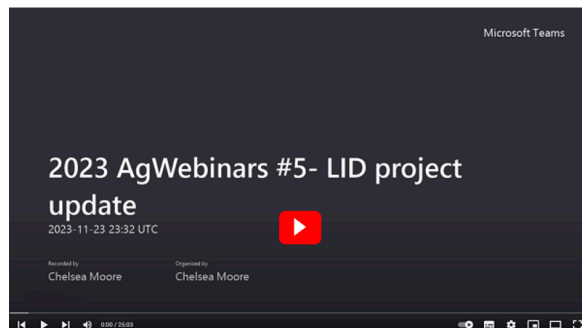 Microsoft Teams
2023 AgWebinars #5- LID project
update
2023-11-23 23:32 UTC
Recorded by Organized by
Chelsea Moore Chelsea Moore
0:00 / 25:03